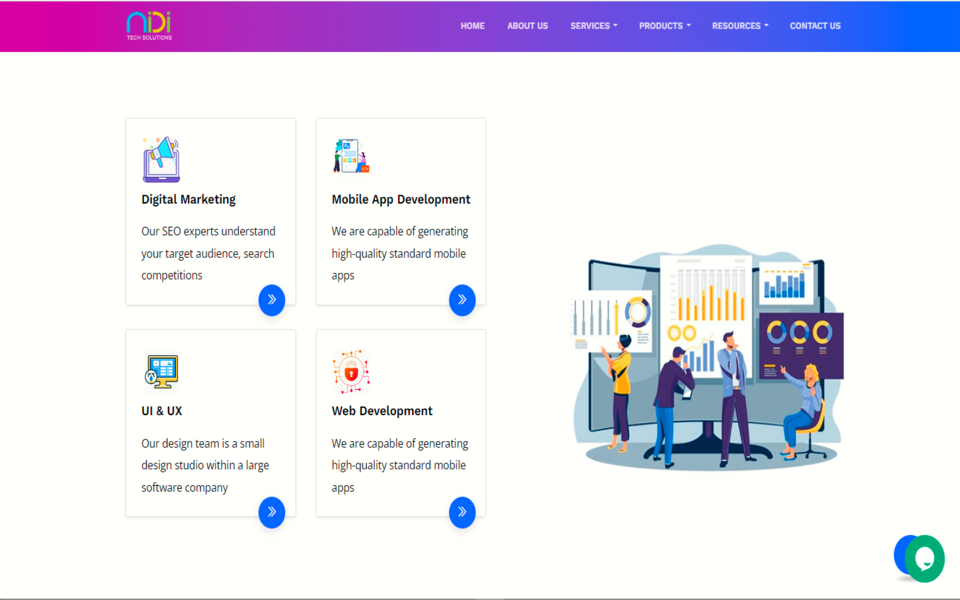 NiDi
TECH SOLUTIONS
HOME
ABOUT US
SERVICES
PRODUCTS
RESOURCES
CONTACT US
Digital Marketing
Our SEO experts understand
your target audience, search
competitions
Mobile App Development
We are capable of generating
high-quality standard mobile
apps
UI & UX
Our design team is a small
design studio within a large
software company
Web Development
We are capable of generating
high-quality standard mobile
apps